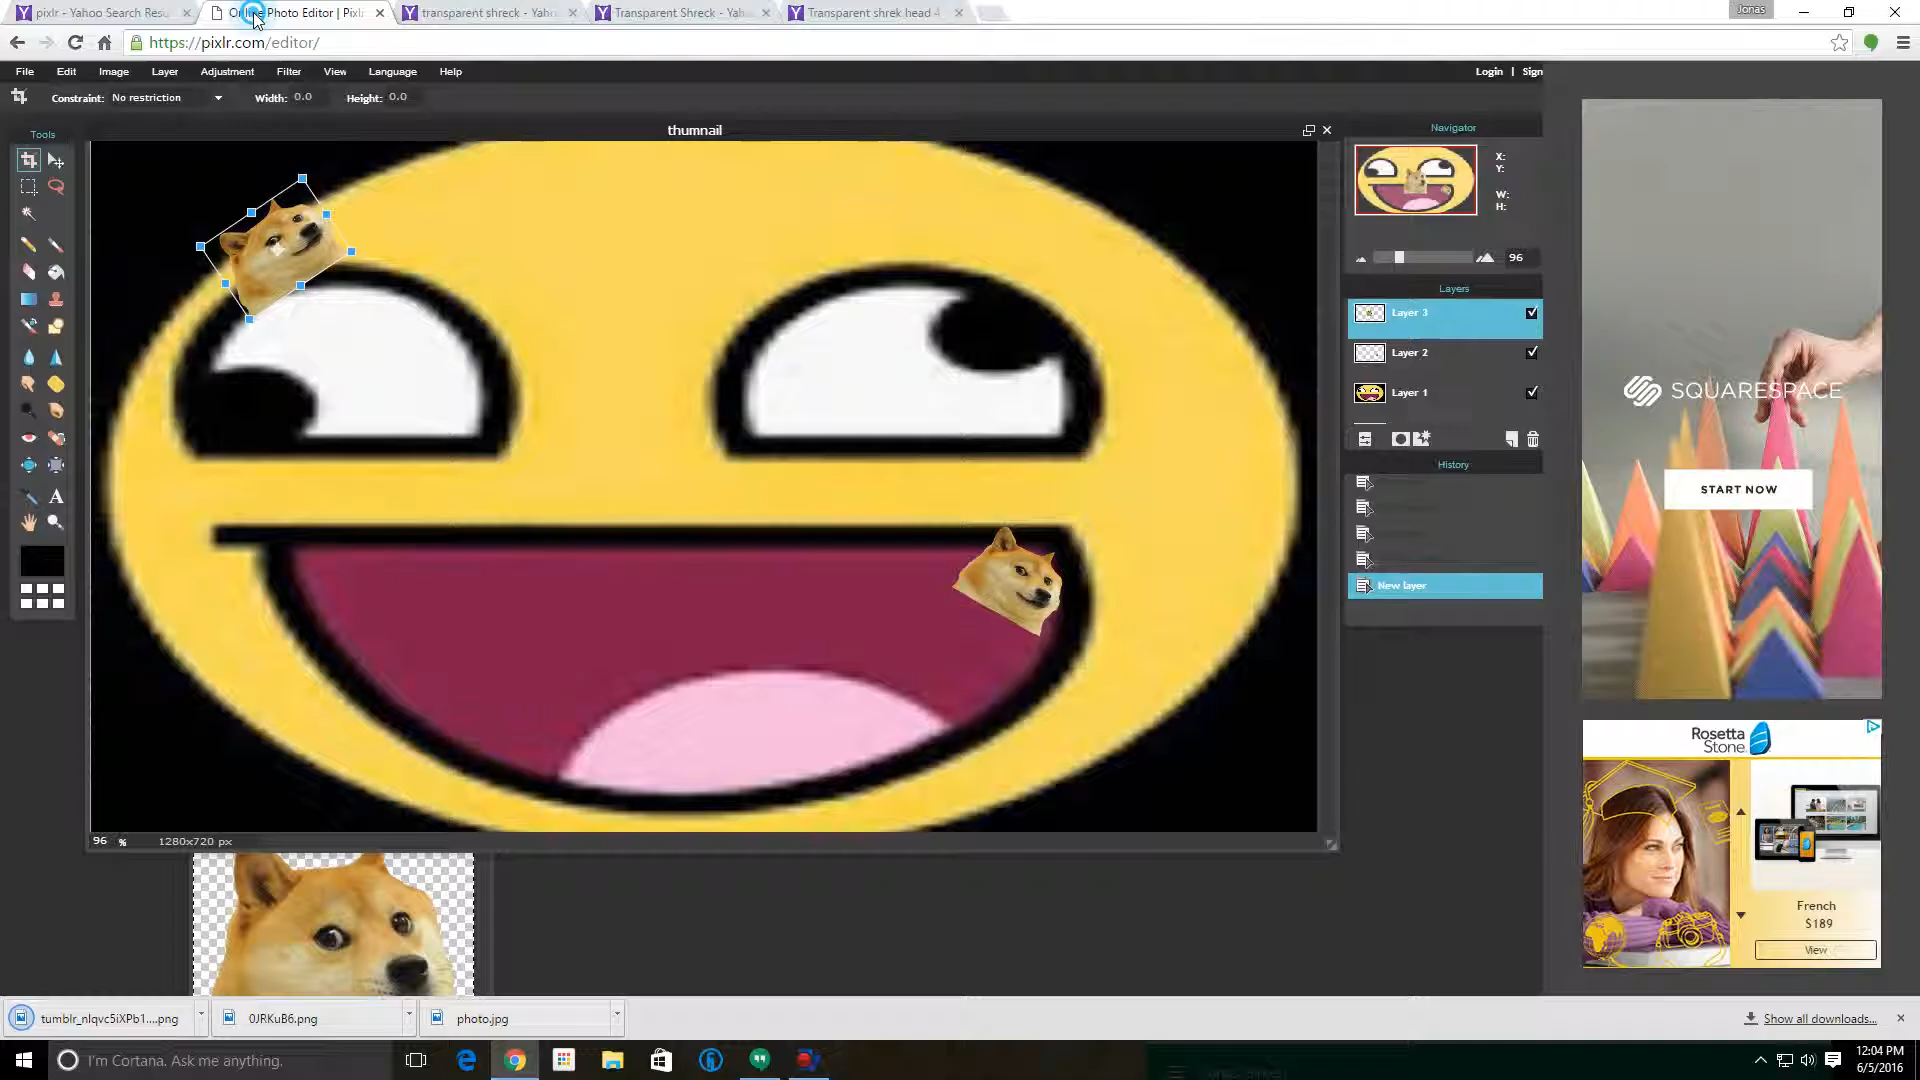 pixlr - Yahoo Search Resu
Online Photo Editor | Pixlr
transparent shreck - Yah
Transparent Shreck - Yah
Transparent shrek head 4
Jonas
https://pixlr.com/editor/
File Edit Image Layer Adjustment Filter View Language Help
Login | Sign
Constraint: No restriction Width: 0.0 Height: 0.0
Tools
thumnail
Navigator
X:
Y:
W:
H:
96
Layers
Layer 3
Layer 2
Layer 1
History
New layer
A
SQUARESPACE
START NOW
Rosetta
Stone
French
$189
View
96 % 1280x720 px
tumblr_nlqvc5iXPb1....png
0JRKuB6.png
photo.jpg
Show all downloads...
I'm Cortana. Ask me anything.
12:04 PM
6/5/2016